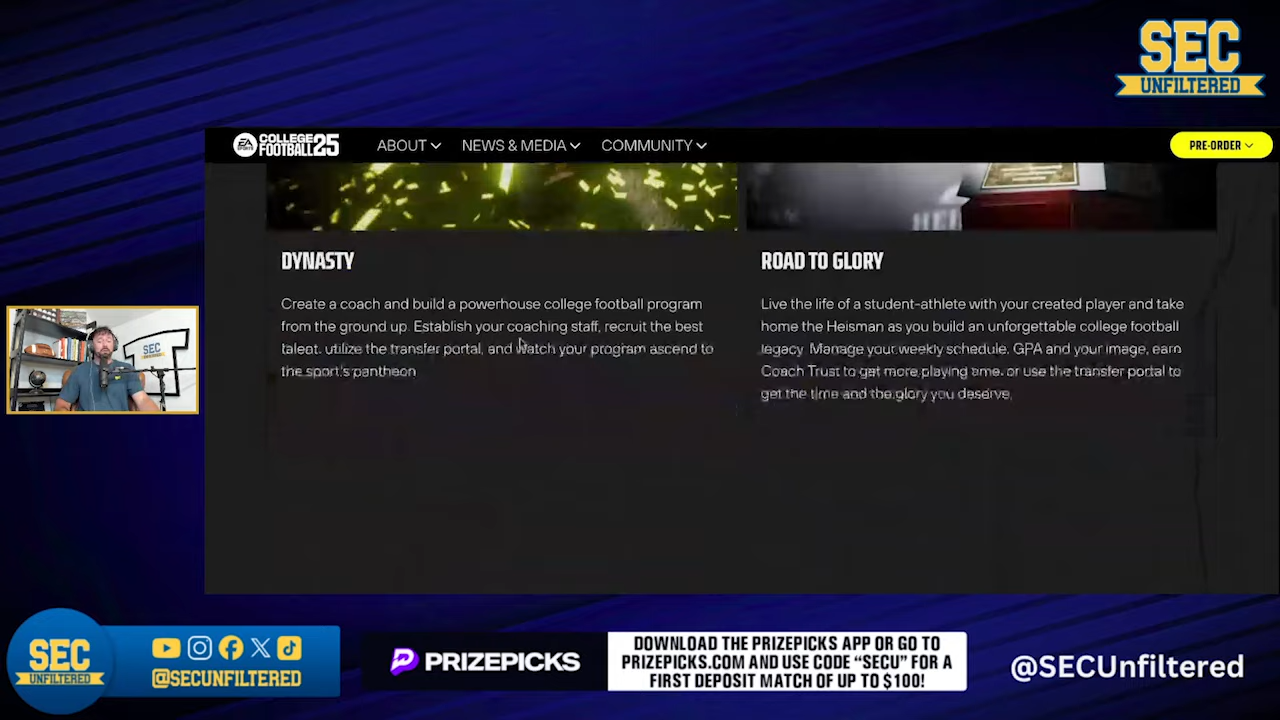 SEC
UNFILTERED
EA SPORTS COLLEGE FOOTBALL 25
ABOUT
NEWS & MEDIA
COMMUNITY
PRE-ORDER
DYNASTY
Create a coach and build a powerhouse college football program
from the ground up. Establish your coaching staff, recruit the best
talent, utilize the transfer portal, and watch your program ascend to
the sport's pantheon
ROAD TO GLORY
Live the life of a student-athlete with your created player and take
home the Heisman as you build an unforgettable college football
legacy. Manage your weekly schedule, GPA and your image, earn
Coach Trust to get more playing time, or use the transfer portal to
get the time and the glory you deserve.
SEC
SEC
UNFILTERED
@SECUNFILTERED
PRIZEPICKS
DOWNLOAD THE PRIZEPICKS APP OR GO TO
PRIZEPICKS.COM AND USE CODE “SECU” FOR A
FIRST DEPOSIT MATCH OF UP TO $100!
@SECUnfiltered